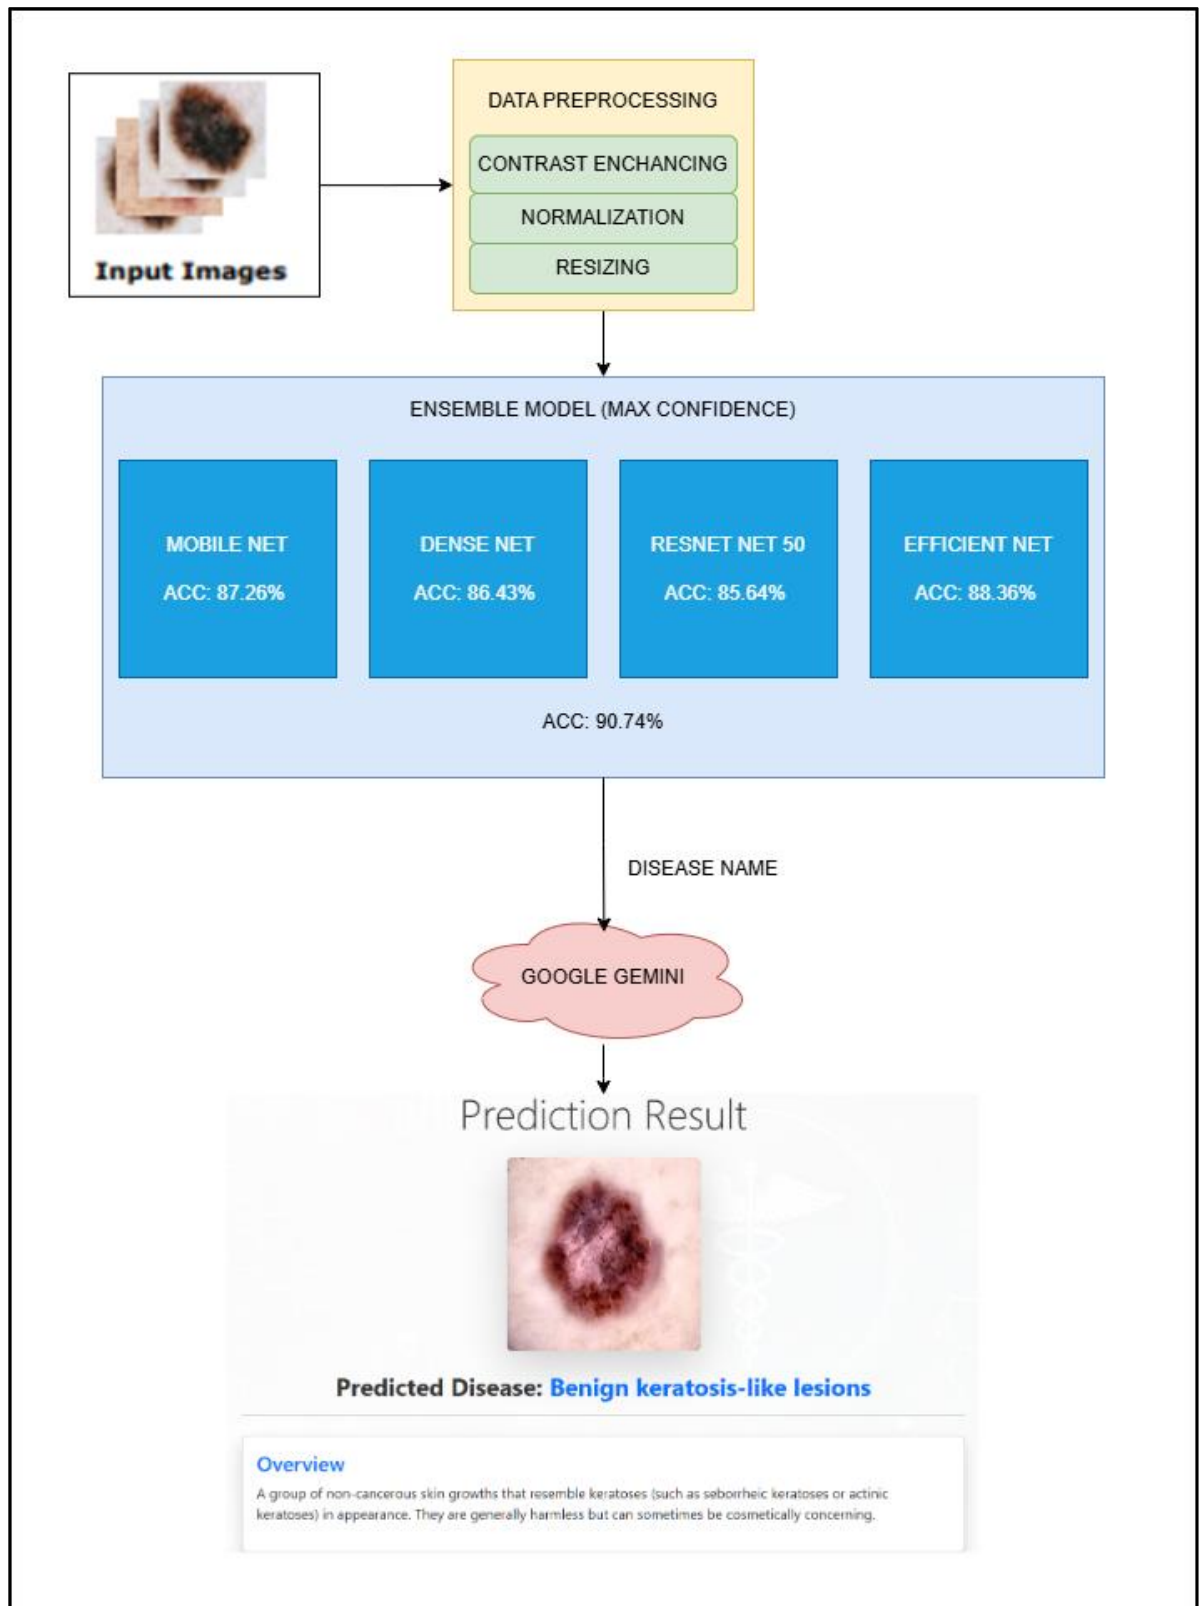 Input Images
DATA PREPROCESSING
CONTRAST ENCHANCING
NORMALIZATION
RESIZING
ENSEMBLE MODEL (MAX CONFIDENCE)
MOBILE NET
ACC: 87.26%
DENSE NET
ACC: 86.43%
RESNET NET 50
ACC: 85.64%
EFFICIENT NET
ACC: 88.36%
ACC: 90.74%
DISEASE NAME
GOOGLE GEMINI
Prediction Result
Predicted Disease: Benign keratosis-like lesions
Overview
A group of non-cancerous skin growths that resemble keratoses (such as seborrheic keratoses or actinic
keratoses) in appearance. They are generally harmless but can sometimes be cosmetically concerning.